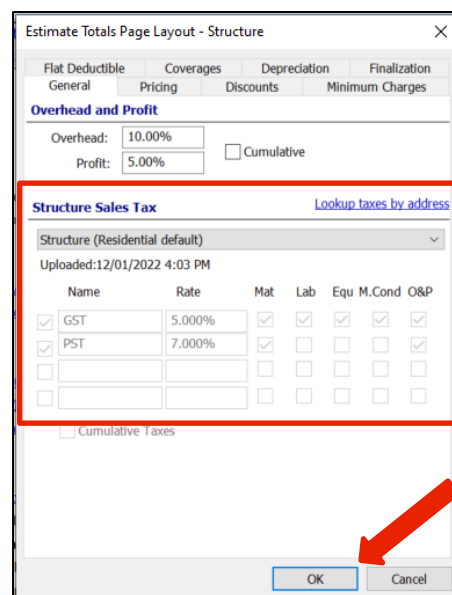 Estimate Totals Page Layout - Structure
Flat Deductible Coverages Depreciation Finalization
General Pricing Discounts Minimum Charges
Overhead and Profit
Overhead: 10.00%
Cumulative
Profit: 5.00%
Structure Sales Tax Lookup taxes by address
Structure (Residential default)
Uploaded:12/01/2022 4:03 PM
Name Rate Mat Lab Equ M.Cond O&P
GST 5.000%
PST 7.000%
Cumulative Taxes
OK Cancel